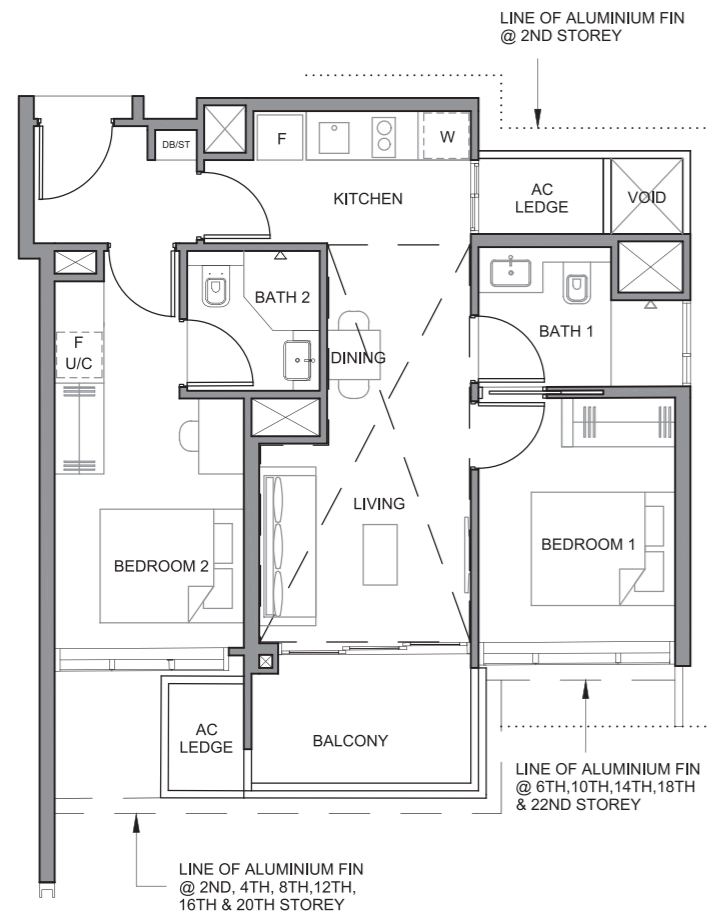 LINE OF ALUMINIUM FIN
@ 2ND STOREY
DB/ST
F
W
KITCHEN
AC
LEDGE
VOID
BATH 2
BATH 1
F
U/C
DINING
LIVING
BEDROOM 2
BEDROOM 1
AC
LEDGE
BALCONY
LINE OF ALUMINIUM FIN
@ 6TH,10TH,14TH,18TH
& 22ND STOREY
LINE OF ALUMINIUM FIN
@ 2ND, 4TH, 8TH,12TH,
16TH & 20TH STOREY